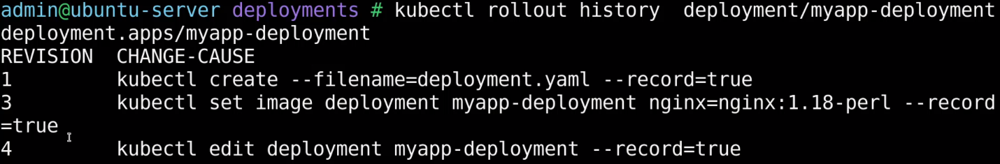 admin@ubuntu-server deployments # kubectl rollout history  deployment/myapp-deployment
deployment.apps/myapp-deployment
REVISION  CHANGE-CAUSE
1         kubectl create --filename=deployment.yaml --record=true
3         kubectl set image deployment myapp-deployment nginx=nginx:1.18-perl --record
=true
4         kubectl edit deployment myapp-deployment --record=true